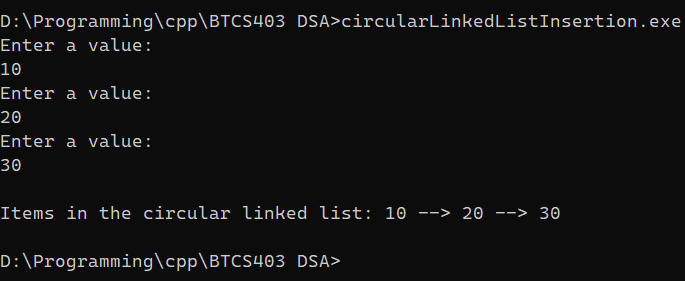 D:\Programming\cpp\BTCS403 DSA>circularLinkedListInsertion.exe
Enter a value:
10
Enter a value:
20
Enter a value:
30
Items in the circular linked list: 10 --> 20 --> 30
D:\Programming\cpp\BTCS403 DSA>